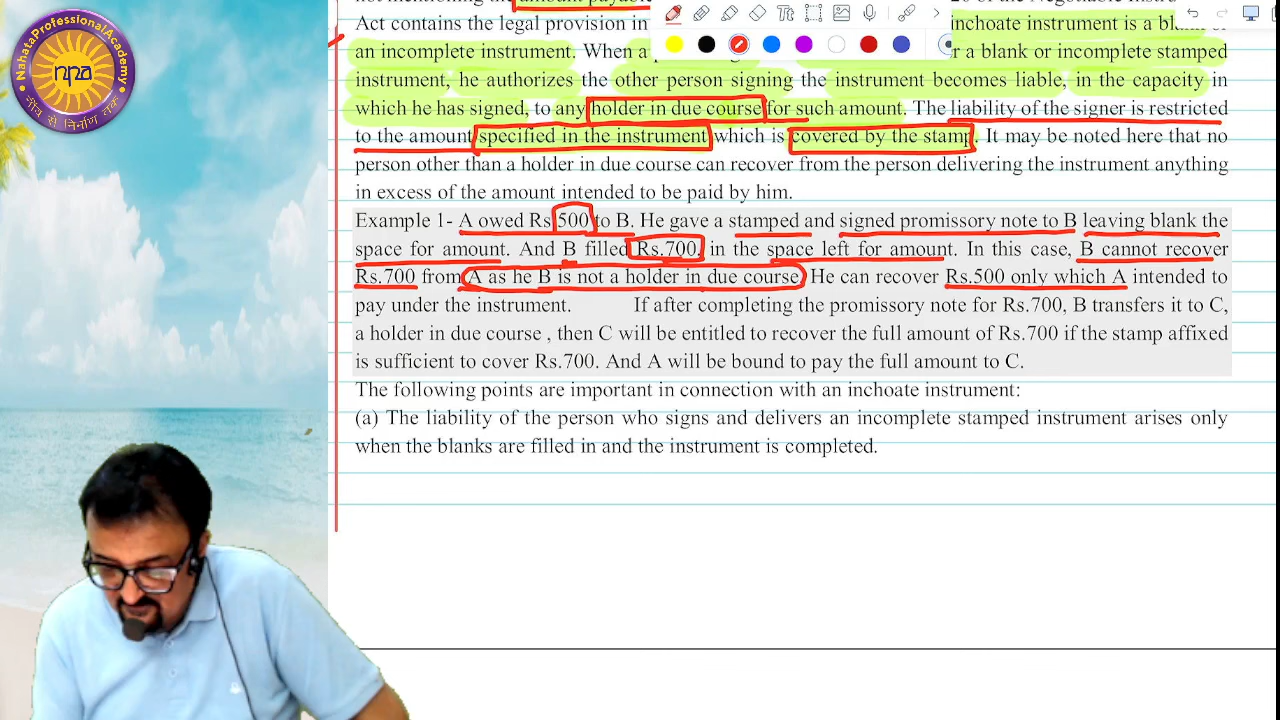 NahataProfessionalAcademy
npa
नींव से निर्माण तक
Tt
Act contains the legal provision in inchoate instrument is a
an incomplete instrument. When a r a blank or incomplete stamped
instrument, he authorizes the other person signing the instrument becomes liable, in the capacity in
which he has signed, to any holder in due course for such amount. The liability of the signer is restricted
to the amount specified in the instrument which is covered by the stamp. It may be noted here that no
person other than a holder in due course can recover from the person delivering the instrument anything
in excess of the amount intended to be paid by him.
Example 1- A owed Rs 500 to B. He gave a stamped and signed promissory note to B leaving blank the
space for amount. And B filled Rs.700, in the space left for amount. In this case, B cannot recover
Rs.700 from A as he B is not a holder in due course. He can recover Rs.500 only which A intended to
pay under the instrument. If after completing the promissory note for Rs.700, B transfers it to C,
a holder in due course , then C will be entitled to recover the full amount of Rs.700 if the stamp affixed
is sufficient to cover Rs.700. And A will be bound to pay the full amount to C.
The following points are important in connection with an inchoate instrument:
(a) The liability of the person who signs and delivers an incomplete stamped instrument arises only
when the blanks are filled in and the instrument is completed.